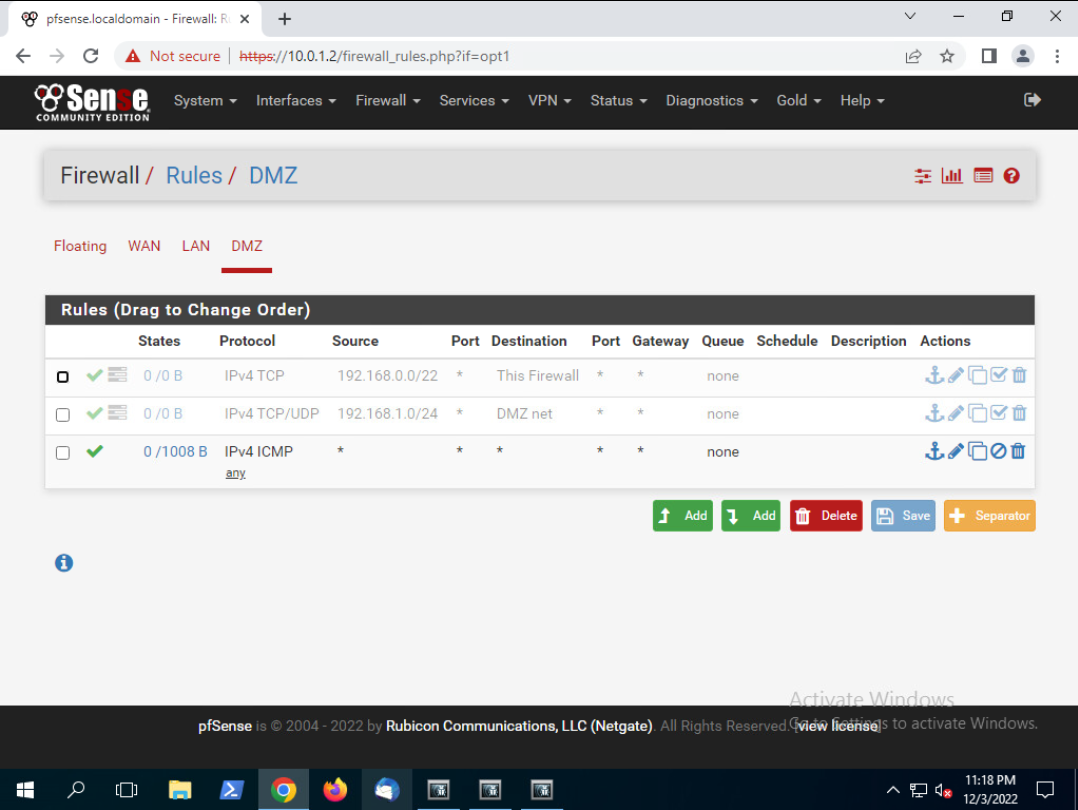 pfsense.localdomain - Firewall: R
Not secure | https://10.0.1.2/firewall_rules.php?if=opt1
pfSense COMMUNITY EDITION System Interfaces Firewall Services VPN Status Diagnostics Gold Help
Firewall / Rules / DMZ
Floating WAN LAN DMZ
Rules (Drag to Change Order)
States Protocol Source Port Destination Port Gateway Queue Schedule Description Actions
0 /0 B IPv4 TCP 192.168.0.0/22 * This Firewall * * none
0 /0 B IPv4 TCP/UDP 192.168.1.0/24 * DMZ net * * none
0 /1008 B IPv4 ICMP * * * * * none
any
Add Add Delete Save Separator
Activate Windows
Go to Settings to activate Windows.
pfSense is © 2004 - 2022 by Rubicon Communications, LLC (Netgate). All Rights Reserved. [view license]
11:18 PM
12/3/2022